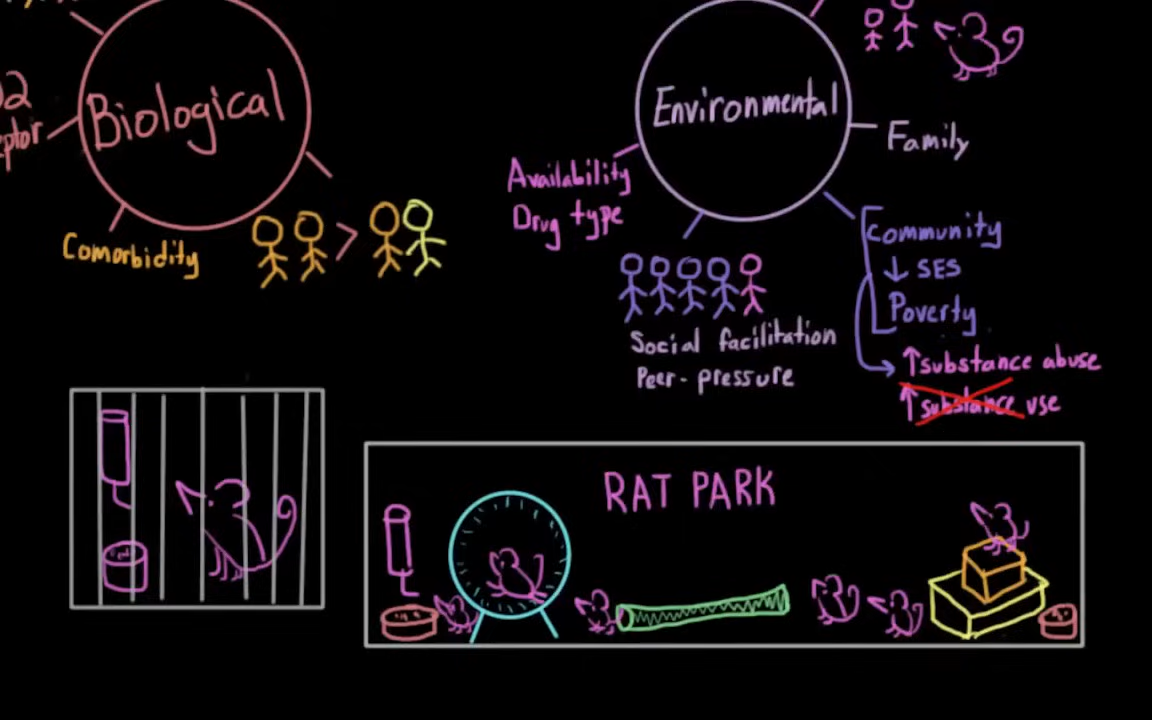 Biological
Comorbidity
Environmental
Availability
Drug type
Family
Community
↓ SES
Poverty
Social facilitation
Peer-pressure
↑substance abuse
↑substance use
RAT PARK